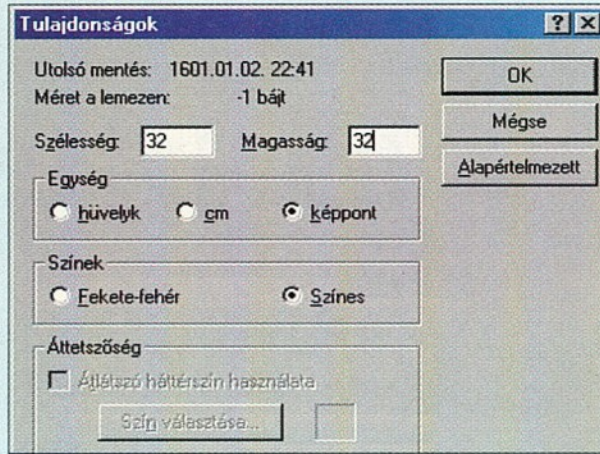 Tulajdonságok
Utolsó mentés: 1601.01.02. 22:41
Méret a lemezen: -1 bájt
Szélesség: 32 Magasság: 32
OK
Mégse
Alapértelmezett
Egység
hüvelyk cm képpont
Színek
Fekete-fehér Színes
Áttetszőség
Átlátszó háttérszín használata
Szín választása...